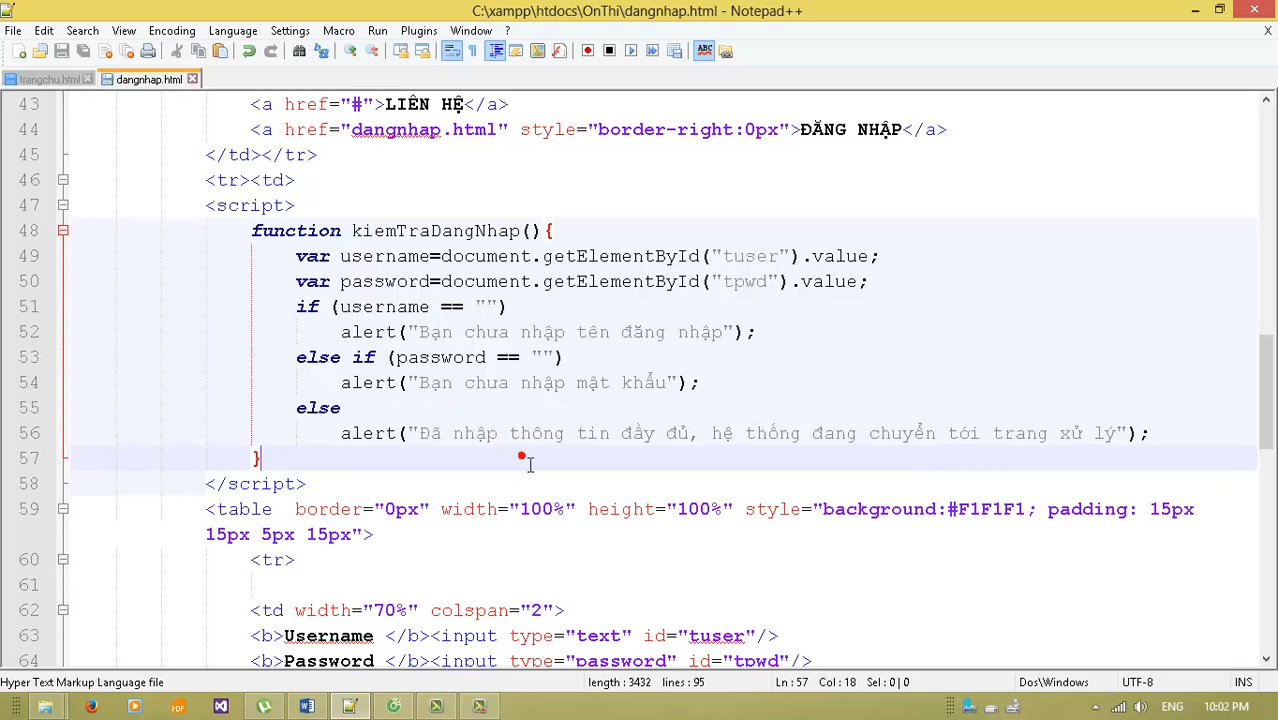 C:\xampp\htdocs\OnThi\dangnhap.html - Notepad++
File Edit Search View Encoding Language Settings Macro Run Plugins Window ? X
trangchu.html dangnhap.html
43 <a href="#">LIÊN HỆ</a>
44 <a href="dangnhap.html" style="border-right:0px">ĐĂNG NHẬP</a>
45 </td></tr>
46 <tr><td>
47 <script>
48 function kiemTraDangNhap(){
49 var username=document.getElementById("tuser").value;
50 var password=document.getElementById("tpwd").value;
51 if (username == "")
52 alert("Bạn chưa nhập tên đăng nhập");
53 else if (password == "")
54 alert("Bạn chưa nhập mật khẩu");
55 else
56 alert("Đã nhập thông tin đầy đủ, hệ thống đang chuyển tới trang xử lý");
57 }
58 </script>
59 <table  border="0px" width="100%" height="100%" style="background:#F1F1F1; padding: 15px
15px 5px 15px">
60 <tr>
61
62 <td width="70%" colspan="2">
63 <b>Username </b><input type="text" id="tuser"/>
64 <b>Password </b><input type="password" id="tpwd"/>
Hyper Text Markup Language file length : 3432 lines : 95 Ln : 57 Col : 18 Sel : 0 | 0 Dos\Windows UTF-8 INS
ENG 10:02 PM